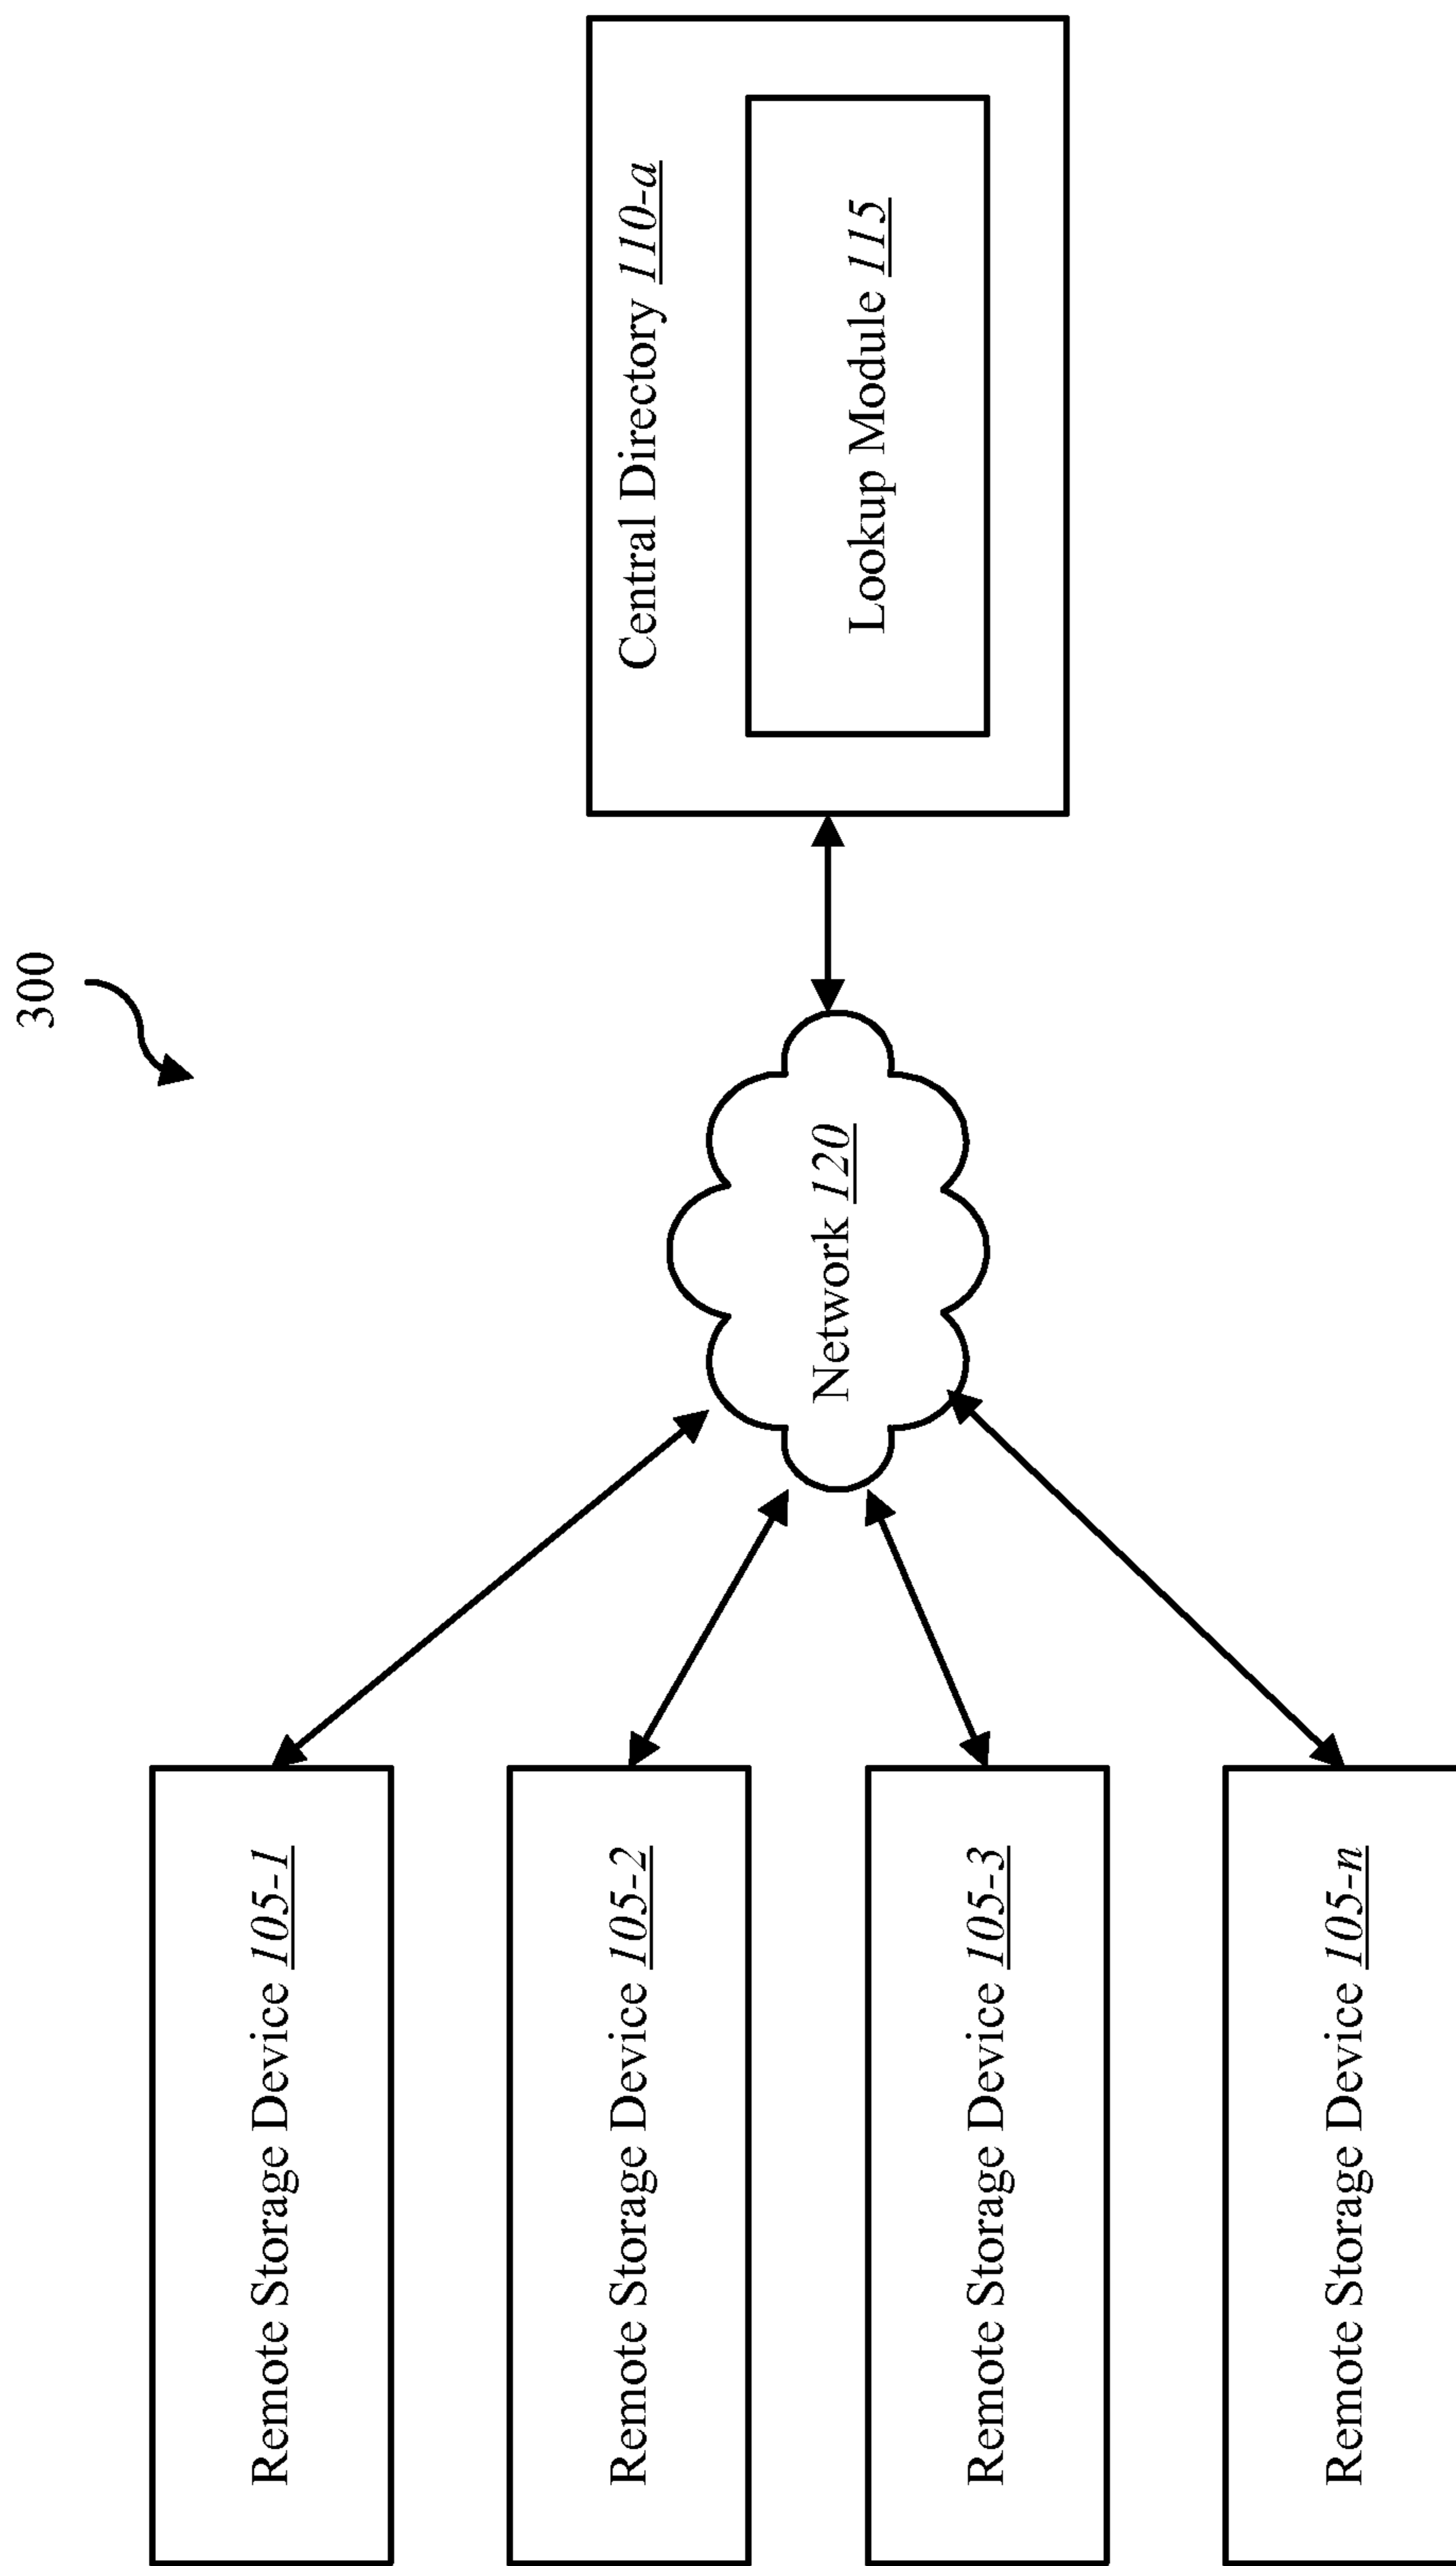 300
Remote Storage Device 105-1
Remote Storage Device 105-2
Remote Storage Device 105-3
Remote Storage Device 105-n
Network 120
Central Directory 110-a
Lookup Module 115